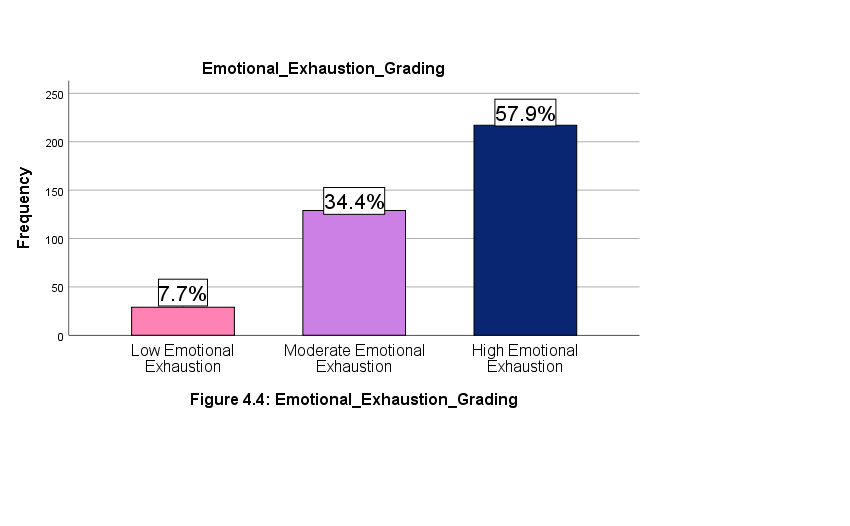 Emotional_Exhaustion_Grading
Frequency
250
200
150
100
50
0
57.9%
34.4%
7.7%
Low Emotional
Exhaustion
Moderate Emotional
Exhaustion
High Emotional
Exhaustion
Figure 4.4: Emotional_Exhaustion_Grading